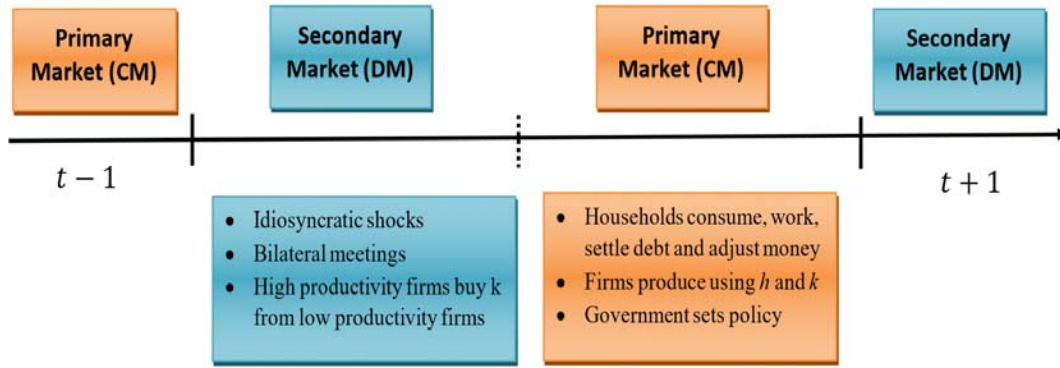 Primary
Market (CM)
Secondary
Market (DM)
Primary
Market (CM)
Secondary
Market (DM)
t − 1
t + 1
• Idiosyncratic shocks
• Bilateral meetings
• High productivity firms buy k
from low productivity firms
• Households consume, work,
settle debt and adjust money
• Firms produce using h and k
• Government sets policy